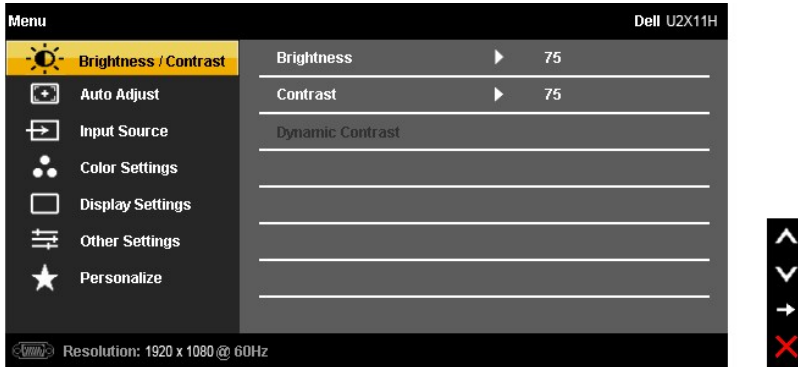 Menu Dell U2X11H
Brightness / Contrast Brightness 75
Auto Adjust Contrast 75
Input Source Dynamic Contrast
Color Settings
Display Settings
Other Settings
Personalize
Resolution: 1920 x 1080 @ 60Hz